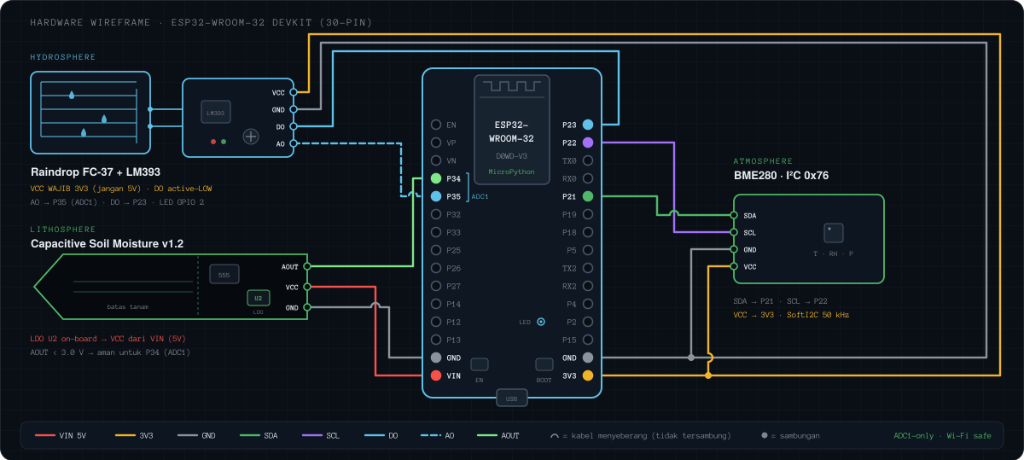 HARDWARE WIREFRAME · ESP32-WROOM-32 DEVKIT (30-PIN)
HYDROSPHERE
LM393
VCC
GND
DO
AO
Raindrop FC-37 + LM393
VCC WAJIB 3V3 (jangan 5V) · DO active-LOW
AO → P35 (ADC1) · DO → P23 · LED GPIO 2
LITHOSPHERE
Capacitive Soil Moisture v1.2
555
U2
LDO
batas tanam
AOUT
VCC
GND
LDO U2 on-board → VCC dari VIN (5V)
AOUT < 3.0 V → aman untuk P34 (ADC1)
ESP32-
WROOM-32
D0WD-V3
MicroPython
EN
VP
VN
P34
P35
ADC1
P32
P33
P25
P26
P27
P14
P12
P13
GND
VIN
P23
P22
TX0
RX0
P21
P19
P18
P5
TX2
RX2
P4
P2
P15
GND
3V3
LED
EN
BOOT
USB
ATMOSPHERE
BME280 · I²C 0x76
SDA
SCL
GND
VCC
T · RH · P
SDA → P21 · SCL → P22
VCC → 3V3 · SoftI2C 50 kHz
VIN 5V
3V3
GND
SDA
SCL
DO
AO
AOUT
= kabel menyeberang (tidak tersambung)
= sambungan
ADC1-only · Wi-Fi safe